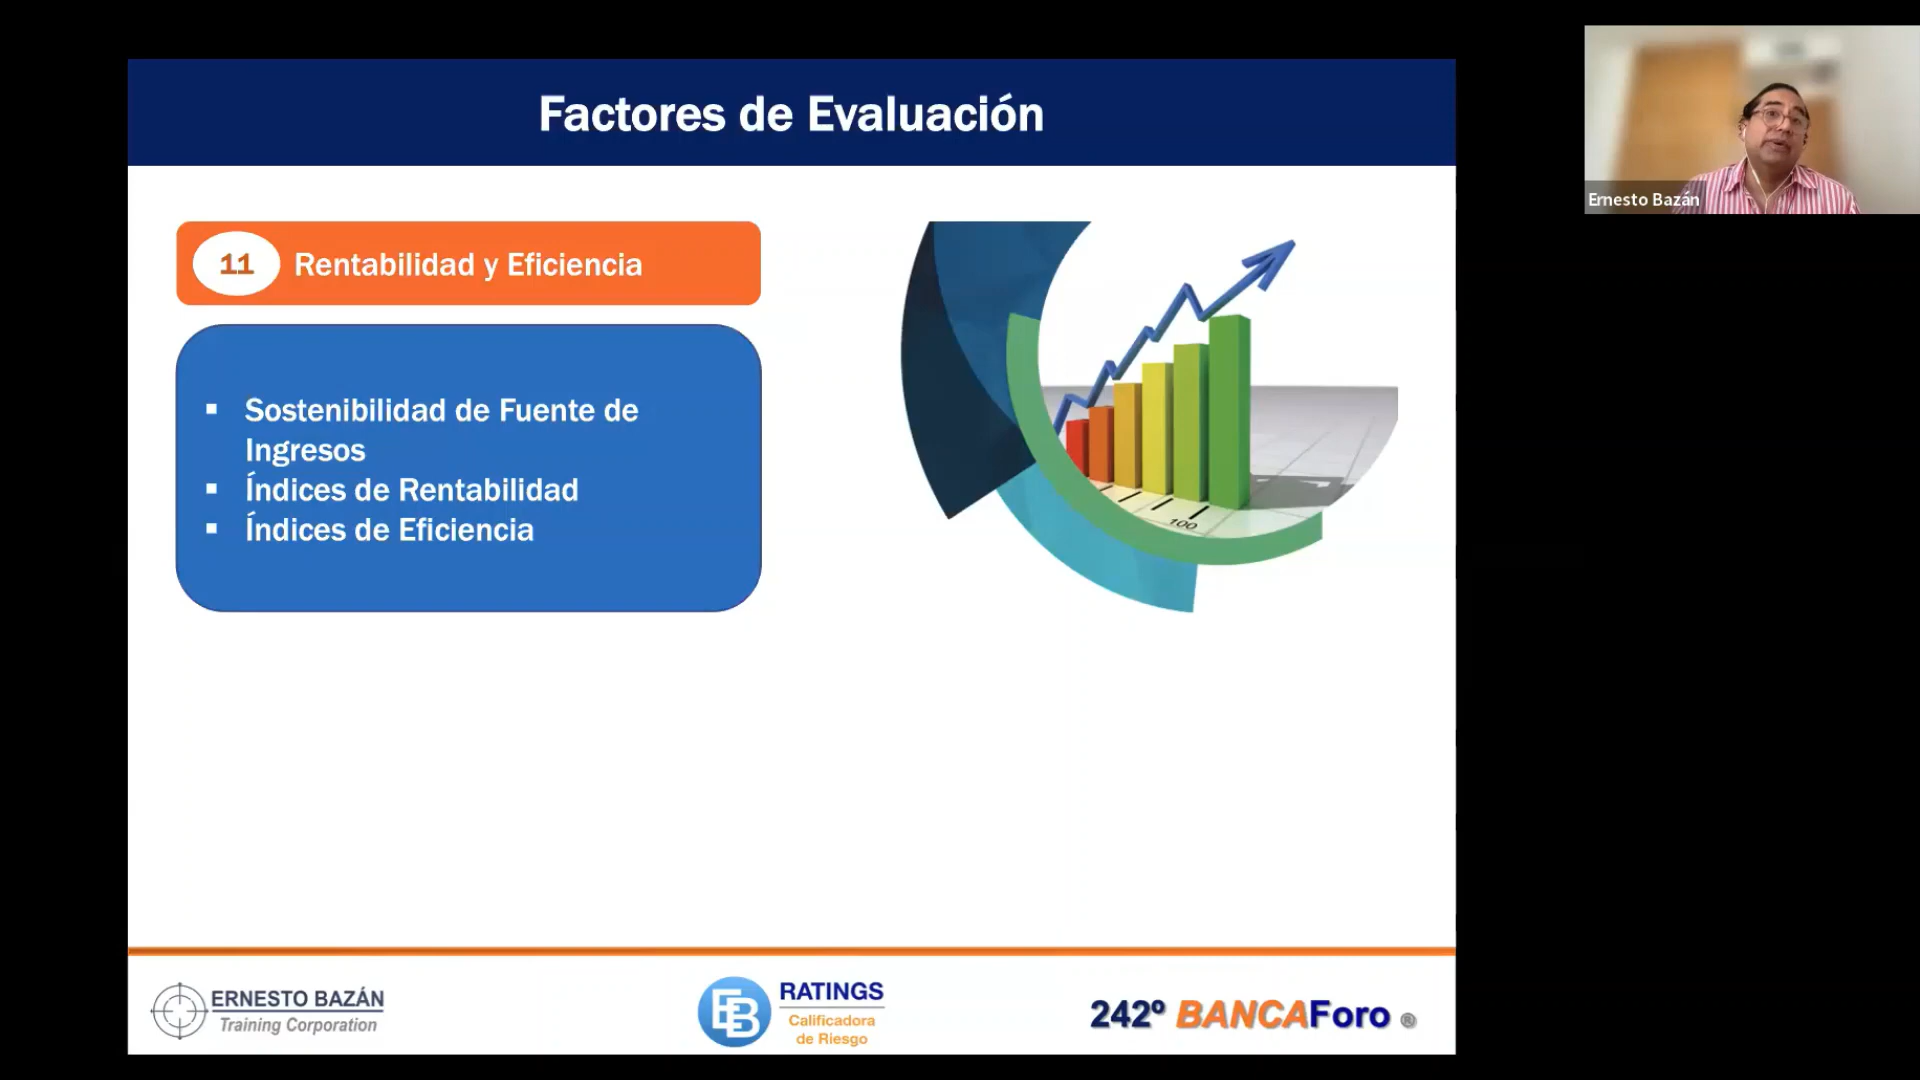 Factores de Evaluación
Ernesto Bazán
11 Rentabilidad y Eficiencia
▪ Sostenibilidad de Fuente de
Ingresos
▪ Índices de Rentabilidad
▪ Índices de Eficiencia
100
ERNESTO BAZÁN
Training Corporation
EB
RATINGS
Calificadora
de Riesgo
242º BANCAForo ®